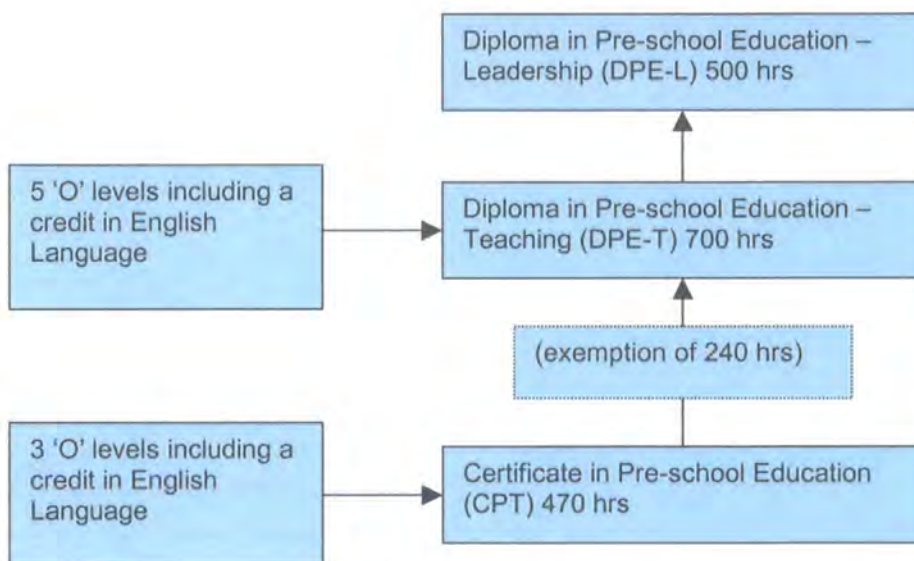 Diploma in Pre-school Education –
Leadership (DPE-L) 500 hrs
5 'O' levels including a
credit in English
Language
Diploma in Pre-school Education –
Teaching (DPE-T) 700 hrs
(exemption of 240 hrs)
3 'O' levels including a
credit in English
Language
Certificate in Pre-school Education
(CPT) 470 hrs